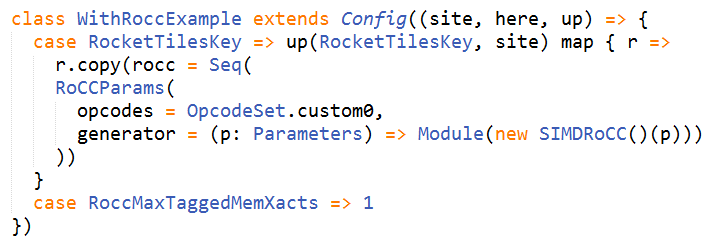 class WithRoccExample extends Config((site, here, up) => {
  case RocketTilesKey => up(RocketTilesKey, site) map { r =>
    r.copy(rocc = Seq(
    RoCCParams(
      opcodes = OpcodeSet.custom0,
      generator = (p: Parameters) => Module(new SIMDRoCC()(p)))
    ))
  }
  case RoccMaxTaggedMemXacts => 1
})